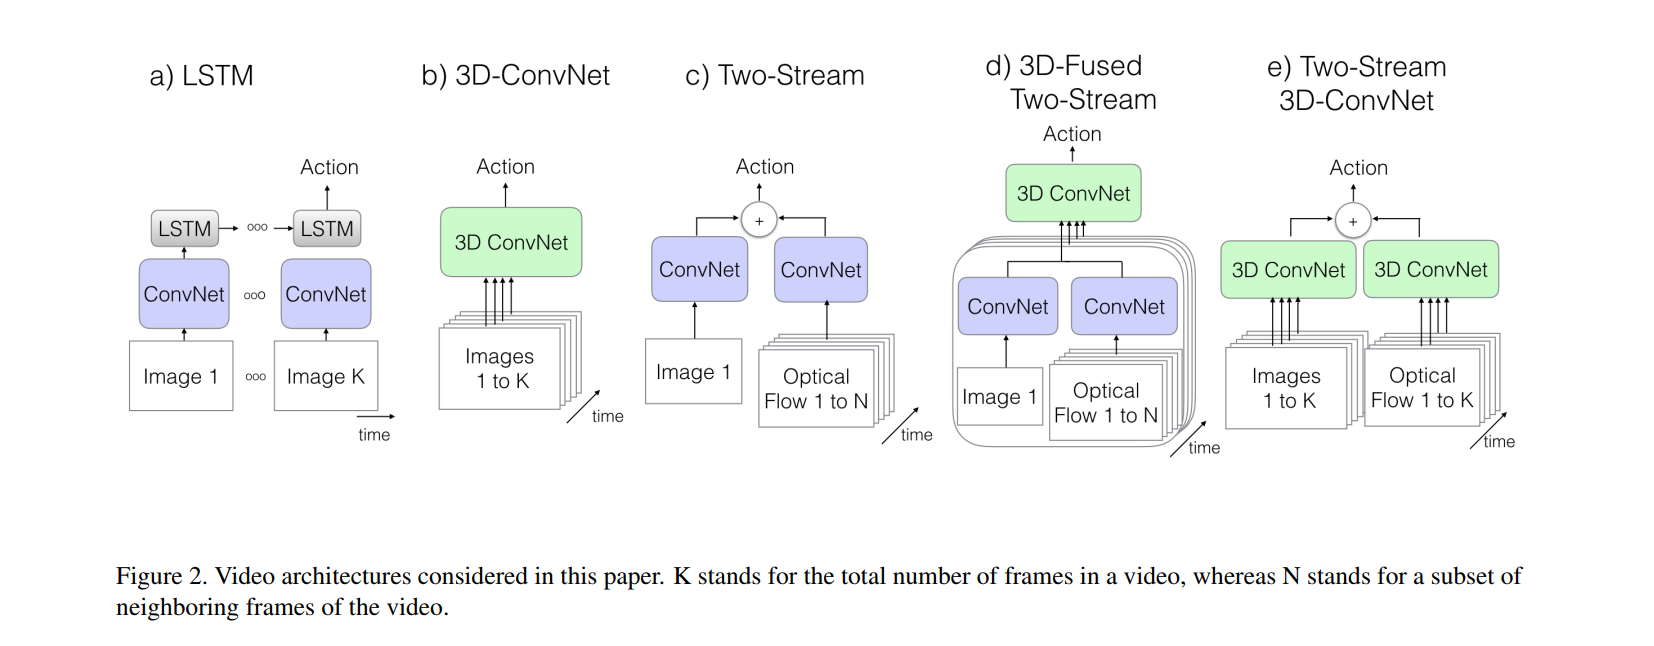 a) LSTM
Action
LSTM ooo LSTM
ConvNet ooo ConvNet
Image 1 ooo Image K
time
b) 3D-ConvNet
Action
3D ConvNet
Images
1 to K
time
c) Two-Stream
Action
+
ConvNet ConvNet
Image 1
Optical
Flow 1 to N
time
d) 3D-Fused
Two-Stream
Action
3D ConvNet
ConvNet ConvNet
Image 1
Optical
Flow 1 to N
time
e) Two-Stream
3D-ConvNet
Action
+
3D ConvNet 3D ConvNet
Images
1 to K
Optical
Flow 1 to K
time
Figure 2. Video architectures considered in this paper. K stands for the total number of frames in a video, whereas N stands for a subset of
neighboring frames of the video.